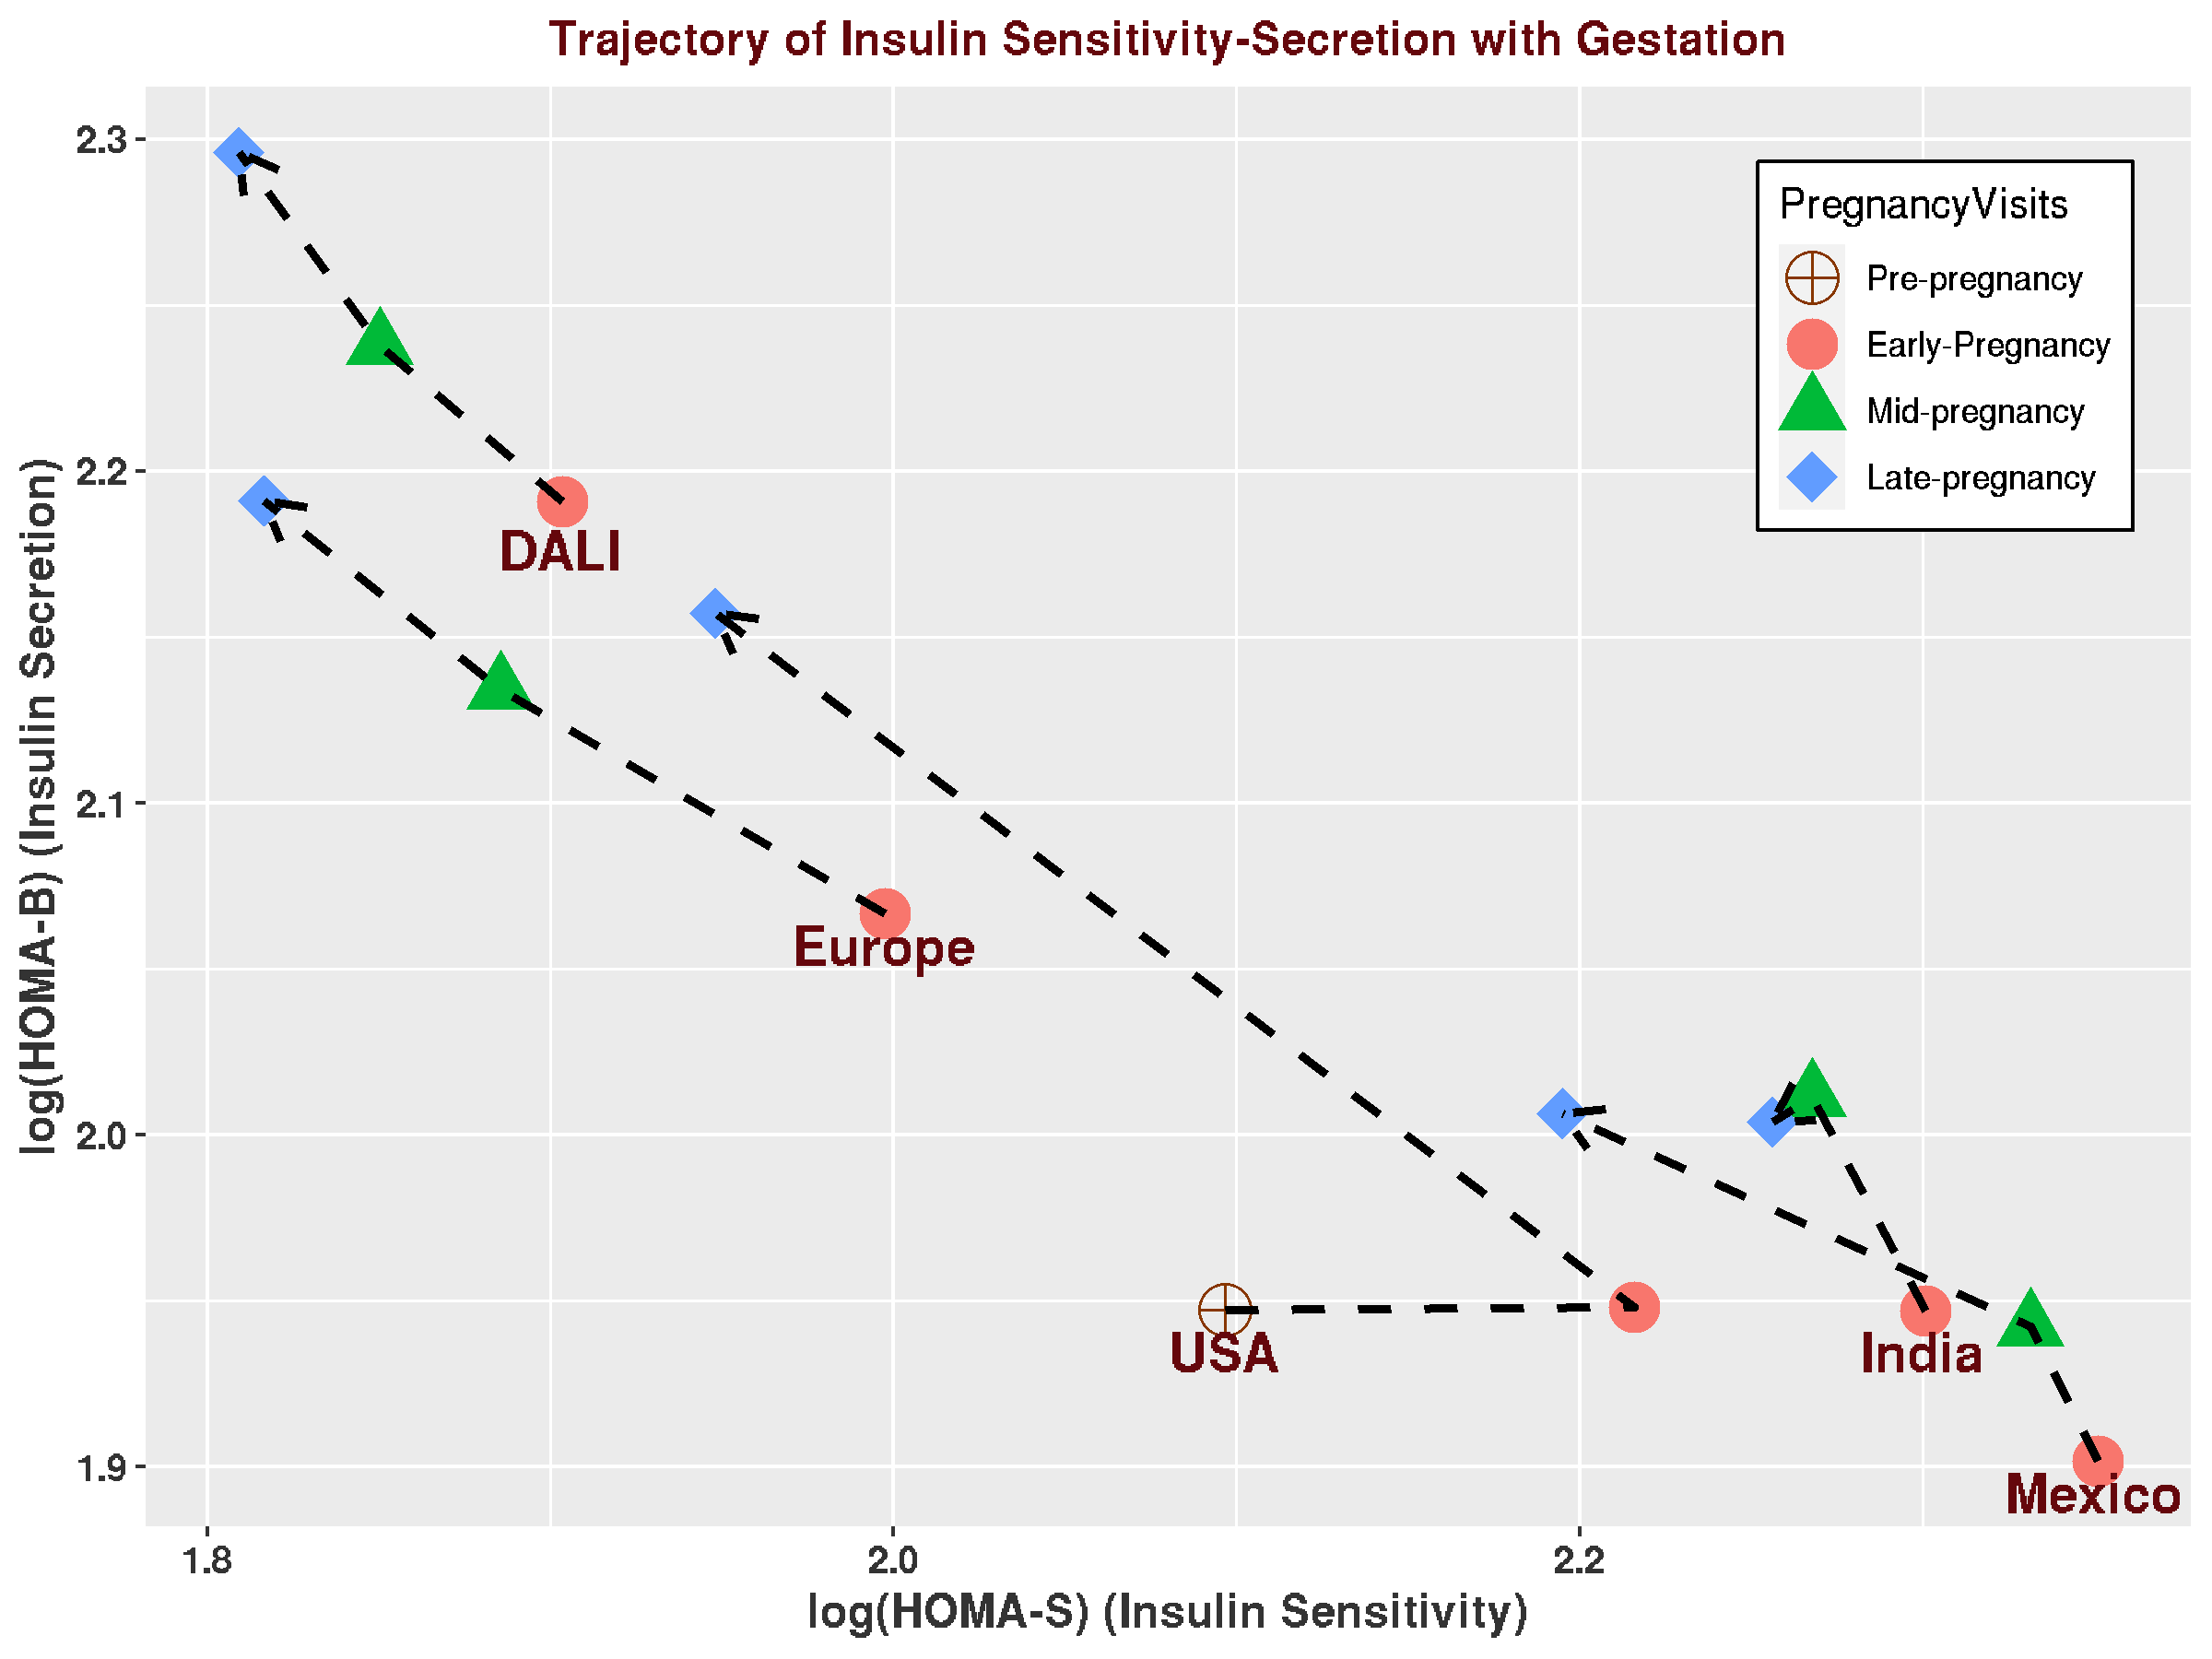 Trajectory of Insulin Sensitivity-Secretion with Gestation
log(HOMA-B) (Insulin Secretion)
2.3
2.2
2.1
2.0
1.9
PregnancyVisits
Pre-pregnancy
Early-Pregnancy
Mid-pregnancy
Late-pregnancy
DALI
Europe
USA
India
Mexico
1.8
2.0
2.2
log(HOMA-S) (Insulin Sensitivity)